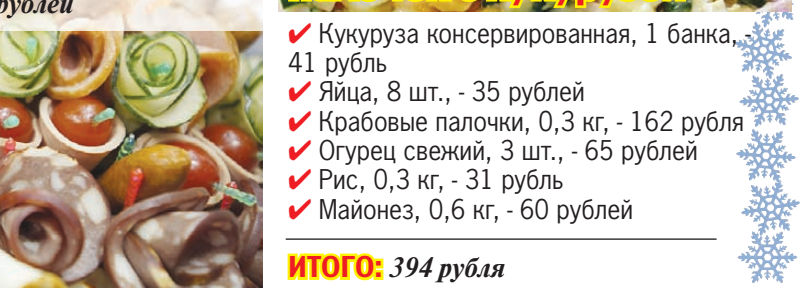 рублей
✔ Кукуруза консервированная, 1 банка, -
41 рубль
✔ Яйца, 8 шт., - 35 рублей
✔ Крабовые палочки, 0,3 кг, - 162 рубля
✔ Огурец свежий, 3 шт., - 65 рублей
✔ Рис, 0,3 кг, - 31 рубль
✔ Майонез, 0,6 кг, - 60 рублей
ИТОГО: 394 рубля